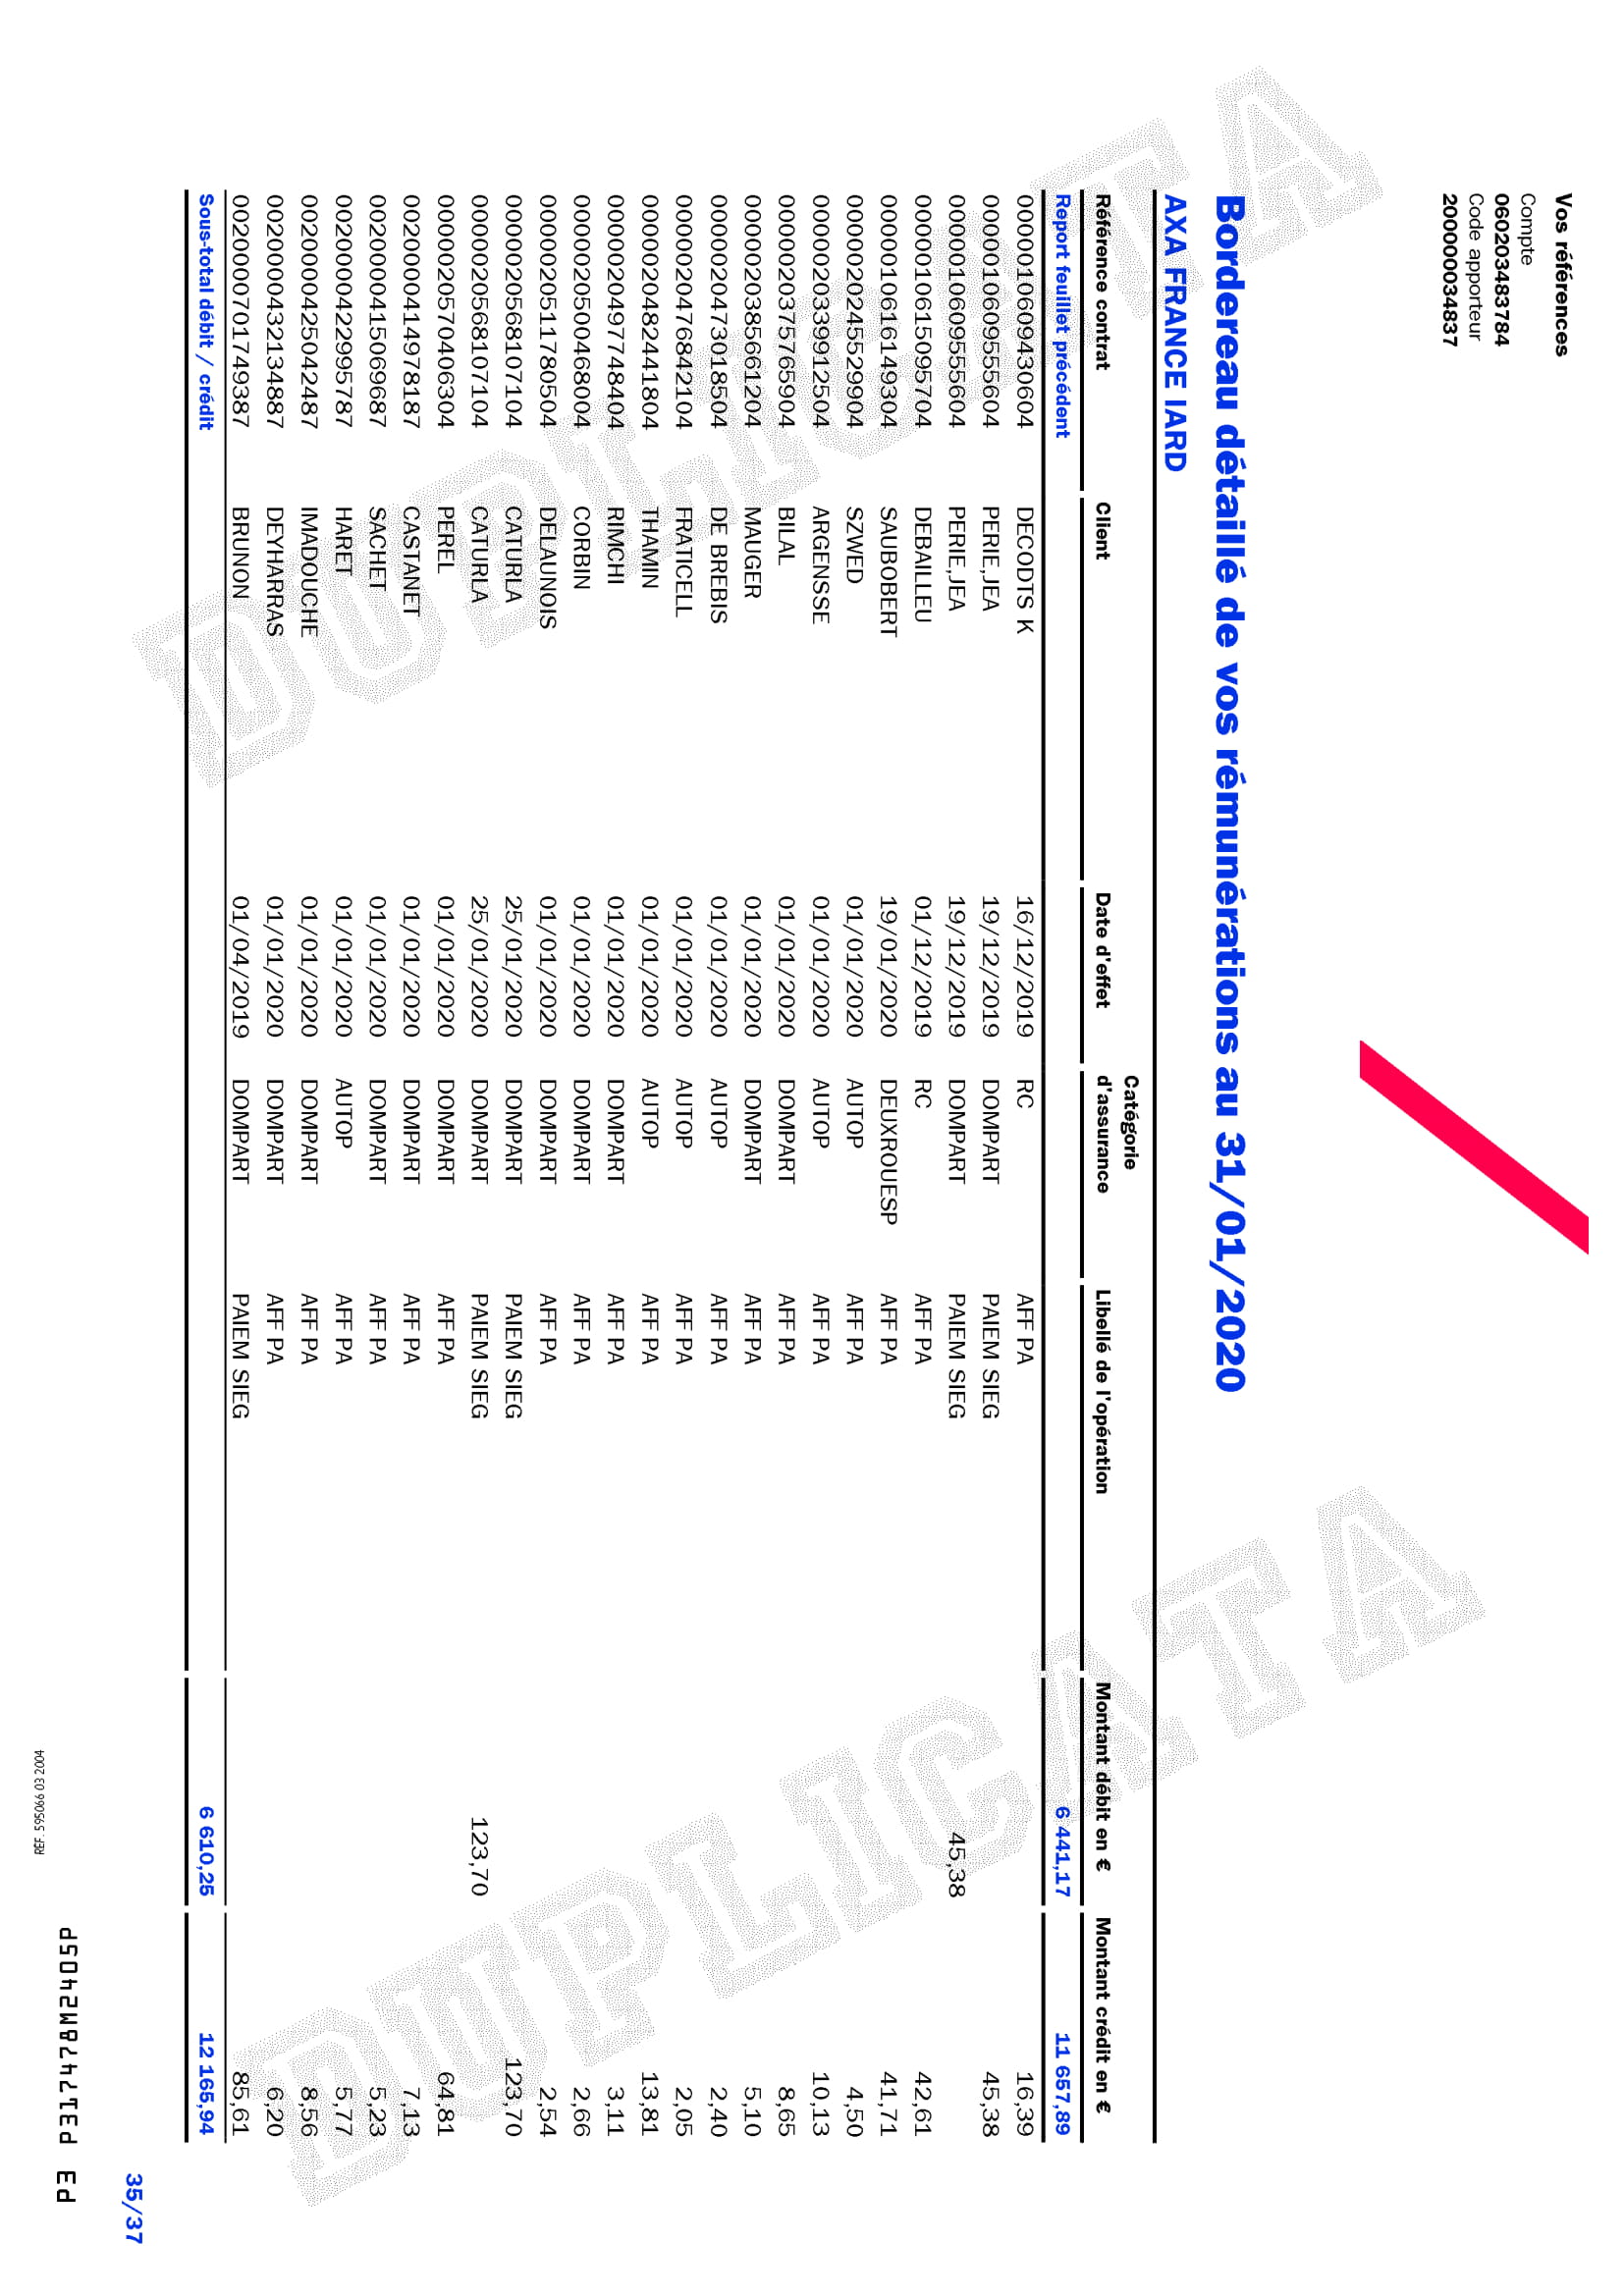 Vos références
Compte
060203483784
Code apporteur
200000034837
Bordereau détaillé de vos rémunérations au 31/01/2020
AXA FRANCE IARD
Référence contrat Client Date d'effet Catégorie d'assurance Libellé de l'opération Montant débit en € Montant crédit en €
Report feuillet précédent 6 441,17 11 657,89
0000010609430604 DECODTS K 16/12/2019 RC AFF PA 16,39
0000010609555604 PERIE,JEA 19/12/2019 DOMPART PAIEM SIEG 45,38
0000010609555604 PERIE,JEA 19/12/2019 DOMPART PAIEM SIEG 45,38
0000010615095704 DEBAILLEU 01/12/2019 RC AFF PA 42,61
0000010616149304 SAUBOBERT 19/01/2020 DEUXROUESP AFF PA 41,71
0000020245529904 SZWED 01/01/2020 AUTOP AFF PA 4,50
0000020339912504 ARGENSSE 01/01/2020 AUTOP AFF PA 10,13
0000020375765904 BILAL 01/01/2020 DOMPART AFF PA 8,65
0000020385661204 MAUGER 01/01/2020 DOMPART AFF PA 5,10
0000020473018504 DE BREBIS 01/01/2020 AUTOP AFF PA 2,40
0000020476842104 FRATICELL 01/01/2020 AUTOP AFF PA 2,05
0000020482441804 THAMIN 01/01/2020 AUTOP AFF PA 13,81
0000020497748404 RIMCHI 01/01/2020 DOMPART AFF PA 3,11
0000020500468004 CORBIN 01/01/2020 DOMPART AFF PA 2,66
0000020511780504 DELAUNOIS 01/01/2020 DOMPART AFF PA 2,54
0000020568107104 CATURLA 25/01/2020 DOMPART PAIEM SIEG 123,70
0000020568107104 CATURLA 25/01/2020 DOMPART PAIEM SIEG 123,70
0000020570406304 PEREL 01/01/2020 DOMPART AFF PA 64,81
0020000414978187 CASTANET 01/01/2020 DOMPART AFF PA 7,13
0020000415069687 SACHET 01/01/2020 DOMPART AFF PA 5,23
0020000422995787 HARET 01/01/2020 AUTOP AFF PA 5,77
0020000425042487 IMADOUCHE 01/01/2020 DOMPART AFF PA 8,56
0020000432134887 DEYHARRAS 01/01/2020 DOMPART AFF PA 6,20
0020000701749387 BRUNON 01/04/2019 DOMPART PAIEM SIEG 85,61
Sous-total débit / crédit 6 610,25 12 165,94
35/37
P317478M2405P P3
REF. 595066 03 2004
DUPLICATA
DUPLICATA